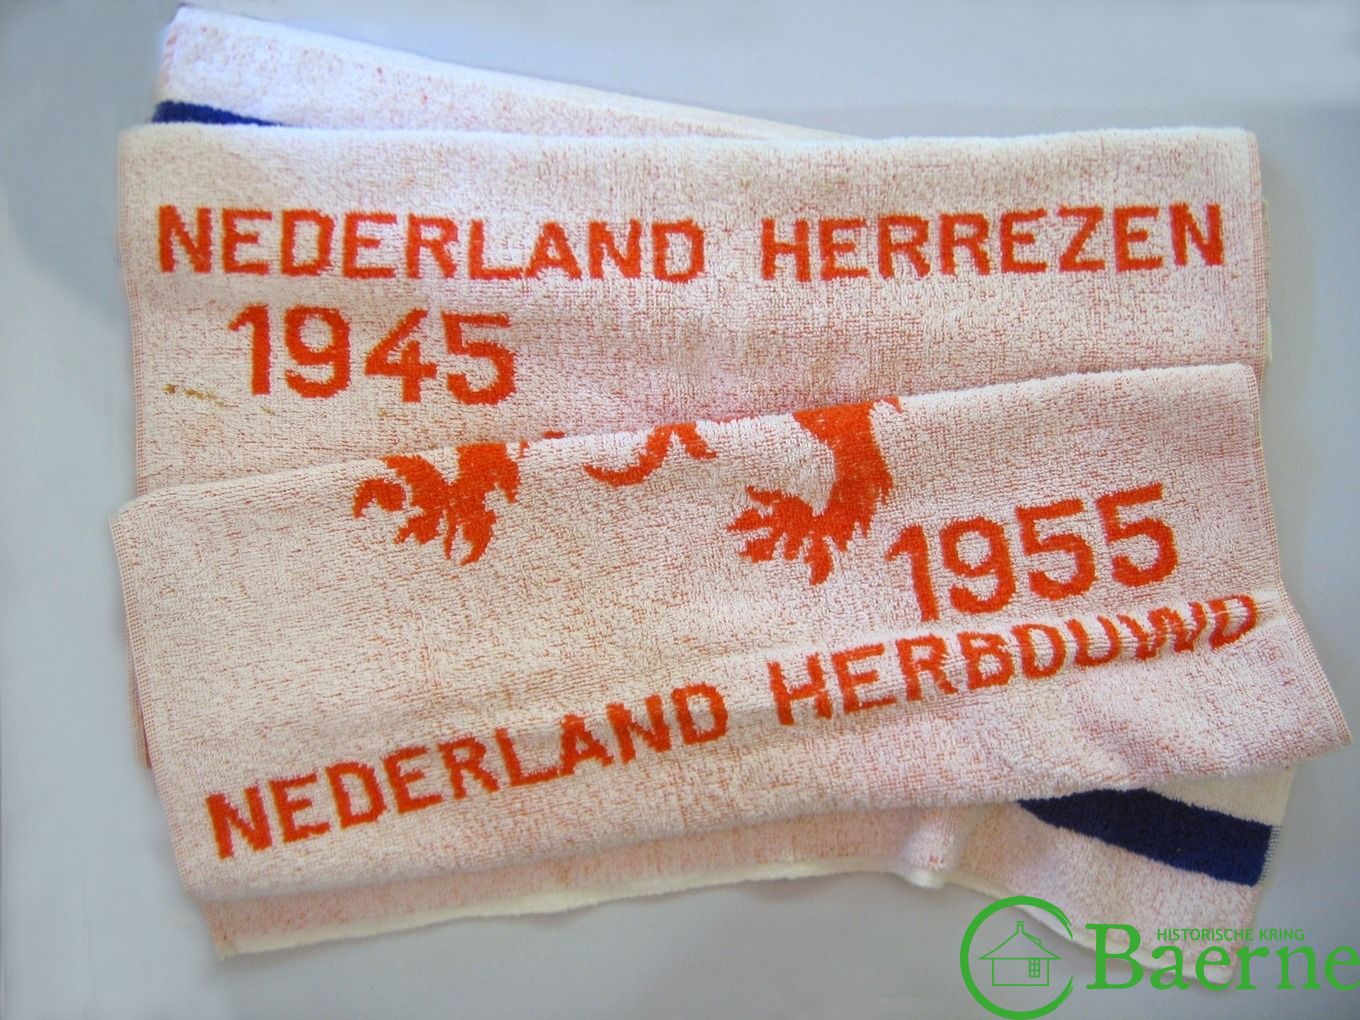 NEDERLAND HERREZEN
1945
1955
NEDERLAND HERBOUWD
HISTORISCHE KRING
Baerne